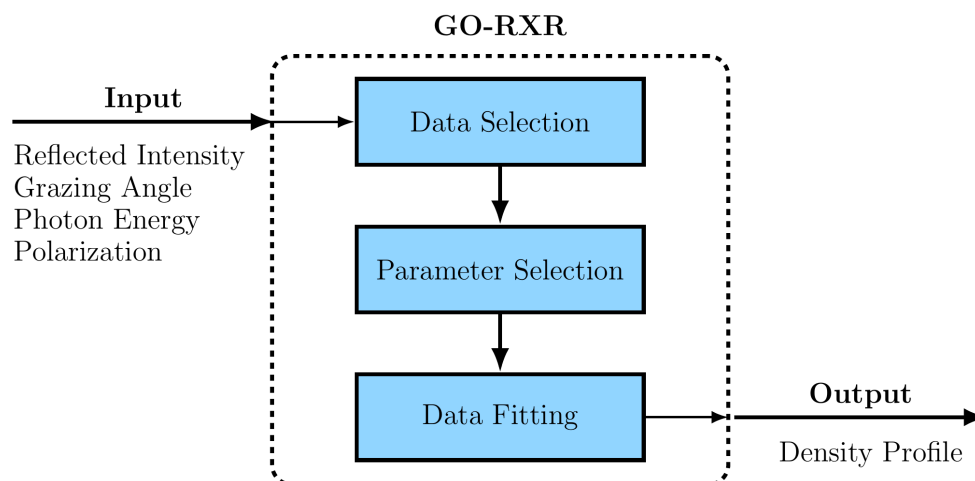 GO-RXR
Input
Reflected Intensity
Grazing Angle
Photon Energy
Polarization
Data Selection
Parameter Selection
Data Fitting
Output
Density Profile